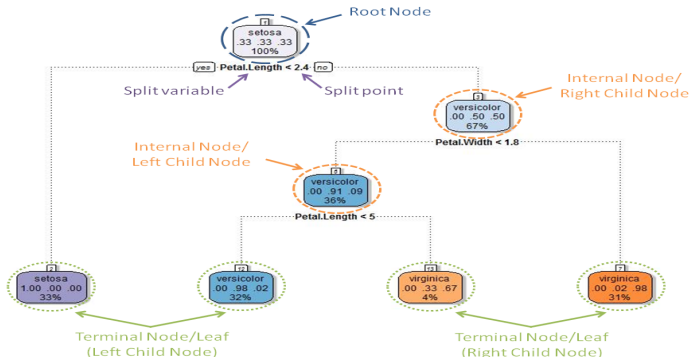 1
Root Node
setosa
.33 .33 .33
100%
yes Petal.Length < 2.4 no
Split variable
Split point
Internal Node/
Right Child Node
3
versicolor
.00 .50 .50
67%
Petal.Width < 1.8
Internal Node/
Left Child Node
6
versicolor
.00 .91 .09
36%
Petal.Length < 5
2
setosa
1.00 .00 .00
33%
12
versicolor
.00 .98 .02
32%
13
virginica
.00 .33 .67
4%
7
virginica
.00 .02 .98
31%
Terminal Node/Leaf
(Left Child Node)
Terminal Node/Leaf
(Right Child Node)